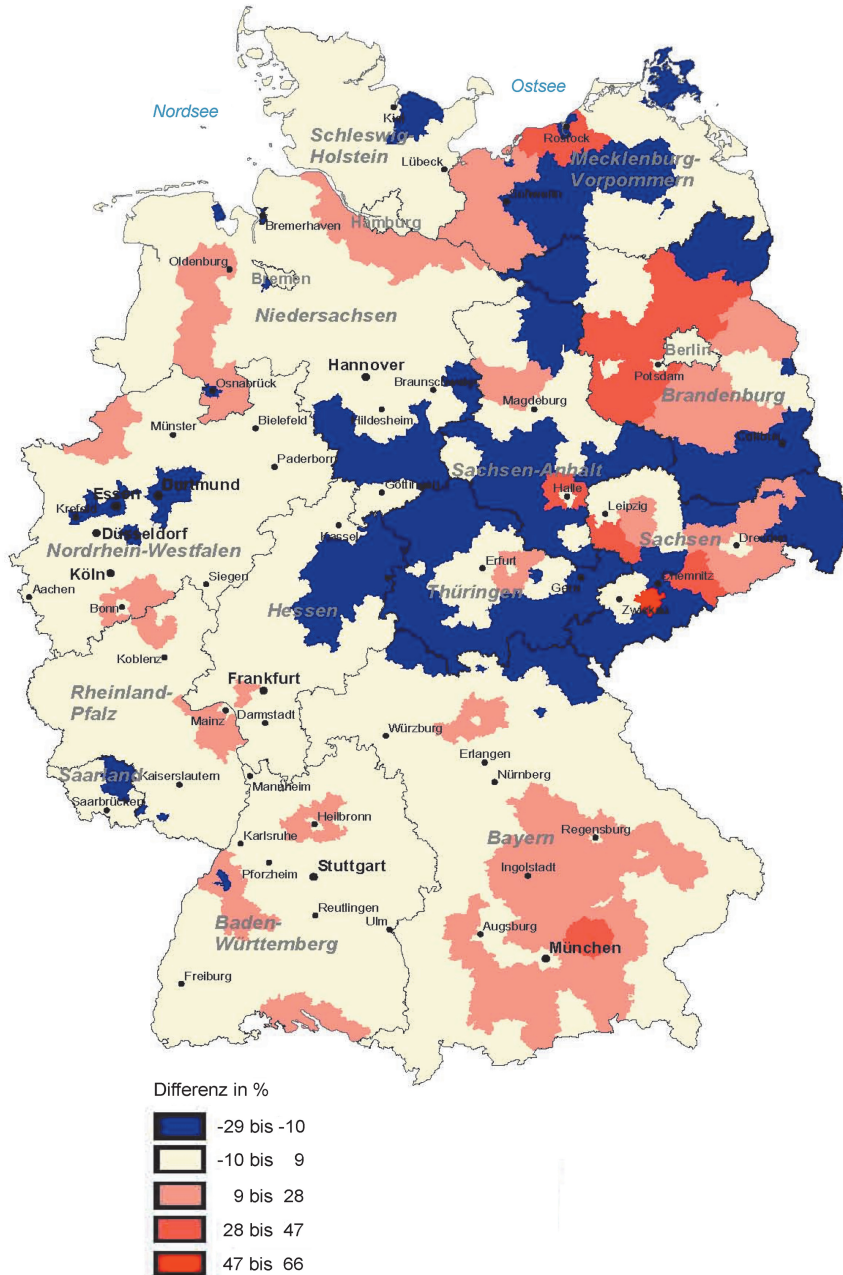 Ostsee
Nordsee
Kiel
Schleswig-
Holstein
Rostock
Mecklenburg-
Vorpommern
Lübeck
Schwerin
Hamburg
Bremerhaven
Oldenburg
Bremen
Niedersachsen
Berlin
Potsdam
Brandenburg
Hannover
Braunschweig
Magdeburg
Osnabrück
Hildesheim
Bielefeld
Münster
Cottbus
Paderborn
Sachsen-Anhalt
Göttingen
Halle
Dortmund
Essen
Krefeld
Leipzig
Düsseldorf
Kassel
Sachsen
Dresden
Nordrhein-Westfalen
Erfurt
Köln
Siegen
Thüringen
Gera
Chemnitz
Aachen
Zwickau
Bonn
Hessen
Koblenz
Frankfurt
Rheinland-
Pfalz
Mainz
Darmstadt
Würzburg
Erlangen
Saarland
Kaiserslautern
Mannheim
Nürnberg
Saarbrücken
Heilbronn
Karlsruhe
Bayern
Regensburg
Pforzheim
Stuttgart
Ingolstadt
Reutlingen
Baden-
Württemberg
Ulm
Augsburg
München
Freiburg
Differenz in %
-29 bis -10
-10 bis 9
9 bis 28
28 bis 47
47 bis 66